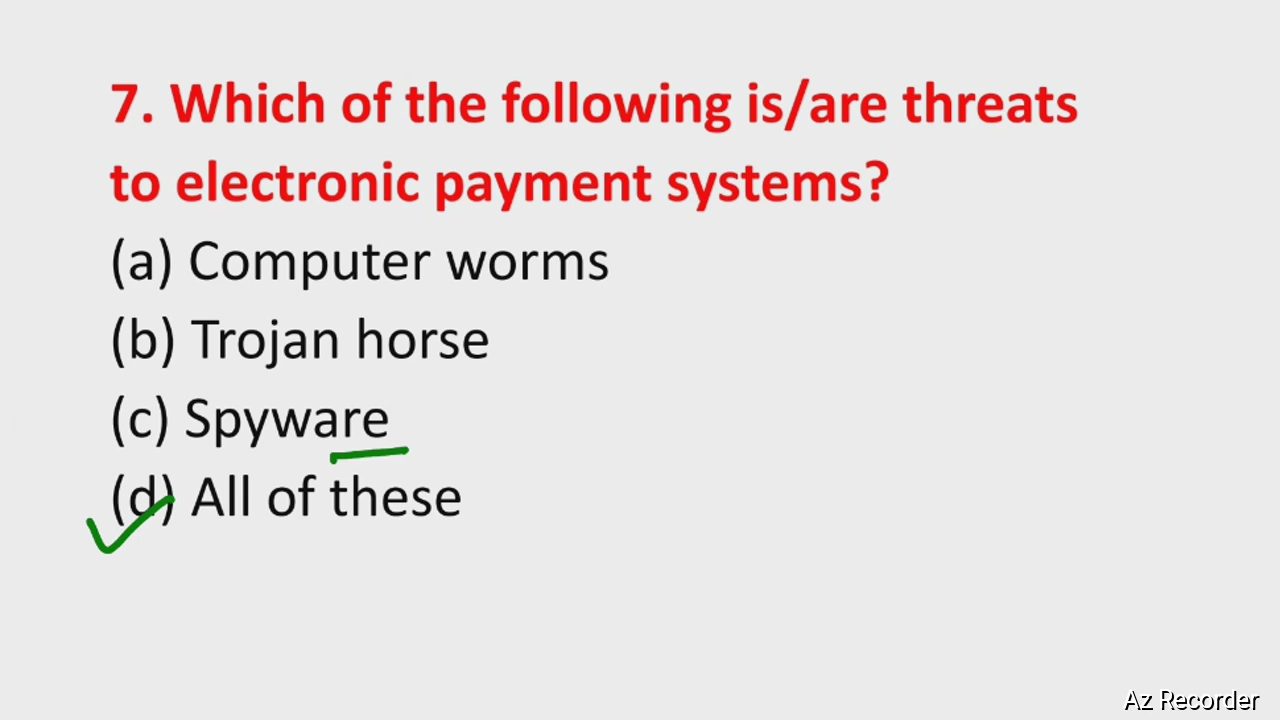 7. Which of the following is/are threats
to electronic payment systems?
(a) Computer worms
(b) Trojan horse
(c) Spyware
(d) All of these
Az Recorder